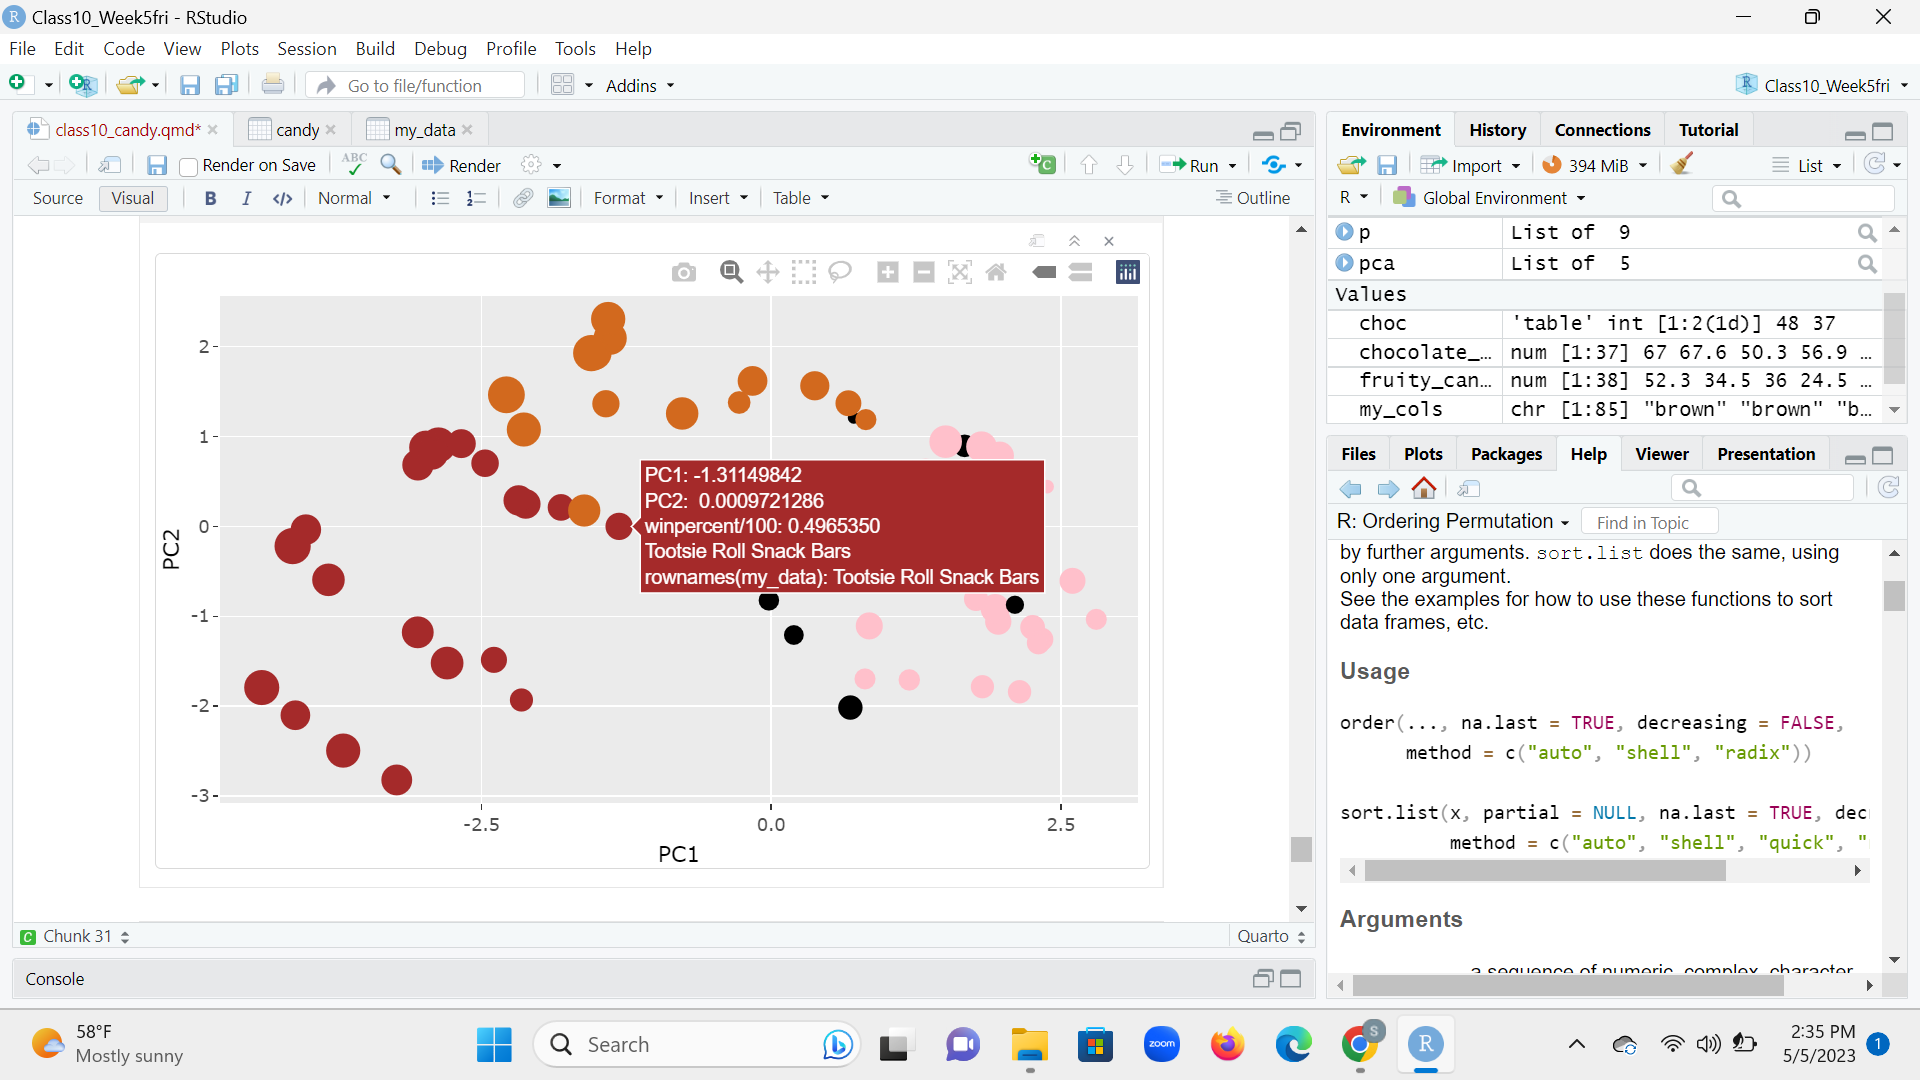 Class10_Week5fri - RStudio
File Edit Code View Plots Session Build Debug Profile Tools Help
Go to file/function
Addins
Class10_Week5fri
class10_candy.qmd*
candy
my_data
Render on Save
ABC
Render
Run
Source
Visual
B
I
</>
Normal
Format
Insert
Table
Outline
2
1
0
-1
-2
-3
PC2
PC1: -1.31149842
PC2: 0.0009721286
winpercent/100: 0.4965350
Tootsie Roll Snack Bars
rownames(my_data): Tootsie Roll Snack Bars
-2.5
0.0
2.5
PC1
Chunk 31
Quarto
Console
Environment History Connections Tutorial
Import
394 MiB
List
R
Global Environment
p List of 9
pca List of 5
Values
choc 'table' int [1:2(1d)] 48 37
chocolate_... num [1:37] 67 67.6 50.3 56.9 ...
fruity_can... num [1:38] 52.3 34.5 36 24.5 ...
my_cols chr [1:85] "brown" "brown" "b...
Files Plots Packages Help Viewer Presentation
R: Ordering Permutation
Find in Topic
by further arguments. sort.list does the same, using
only one argument.
See the examples for how to use these functions to sort
data frames, etc.
Usage
order(..., na.last = TRUE, decreasing = FALSE,
method = c("auto", "shell", "radix"))
sort.list(x, partial = NULL, na.last = TRUE, dec
method = c("auto", "shell", "quick", "
Arguments
a sequence of numeric, complex, character
58°F
Mostly sunny
Search
zoom
S
R
2:35 PM
5/5/2023
1